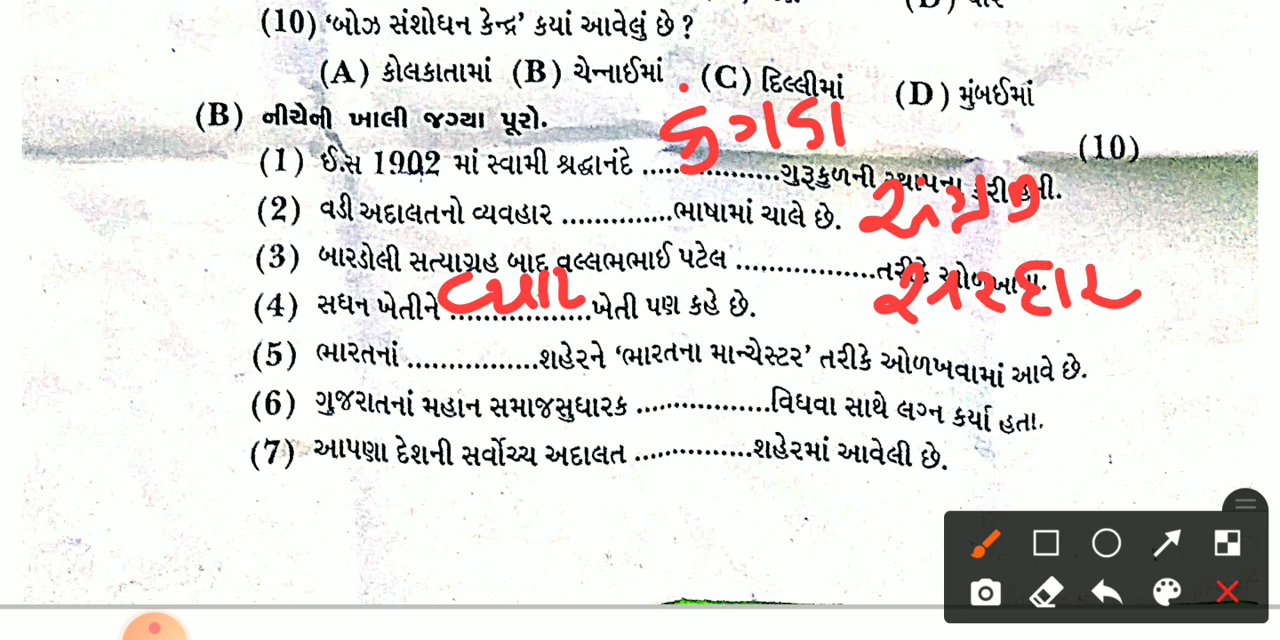 (D) ધાર
(10) ‘બોઝ સંશોધન કેન્દ્ર’ કયાં આવેલું છે ?
(A) કોલકાતામાં (B) ચેન્નાઈમાં (C) દિલ્લીમાં (D) મુંબઈમાં
(B) નીચેની ખાલી જગ્યા પૂરો. (10)
કંગડા
(1) ઈ.સ 1902 માં સ્વામી શ્રદ્ધાનંદે ................ગુરૂકુળની સ્થાપના કરી હતી.
(2) વડી અદાલતનો વ્યવહાર .............ભાષામાં ચાલે છે.
(3) બારડોલી સત્યાગ્રહ બાદ વલ્લભભાઈ પટેલ ................તરીકે ઓળખાયા. સરદાર
(4) સઘન ખેતીને .................ખેતી પણ કહે છે.
(5) ભારતનાં ...............શહેરને ‘ભારતના માન્ચેસ્ટર’ તરીકે ઓળખવામાં આવે છે.
(6) ગુજરાતનાં મહાન સમાજસુધારક ................વિધવા સાથે લગ્ન કર્યા હતા.
(7) આપણા દેશની સર્વોચ્ચ અદાલત ..............શહેરમાં આવેલી છે.